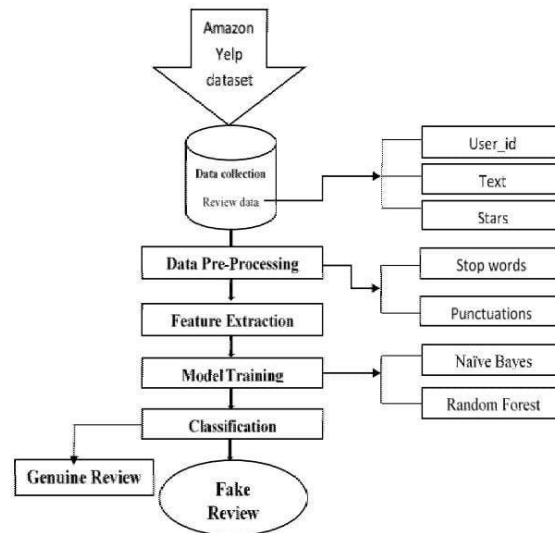 Amazon
Yelp
dataset
Data collection
Review data
User_id
Text
Stars
Data Pre-Processing
Stop words
Punctuations
Feature Extraction
Model Training
Naïve Bayes
Random Forest
Classification
Genuine Review
Fake
Review